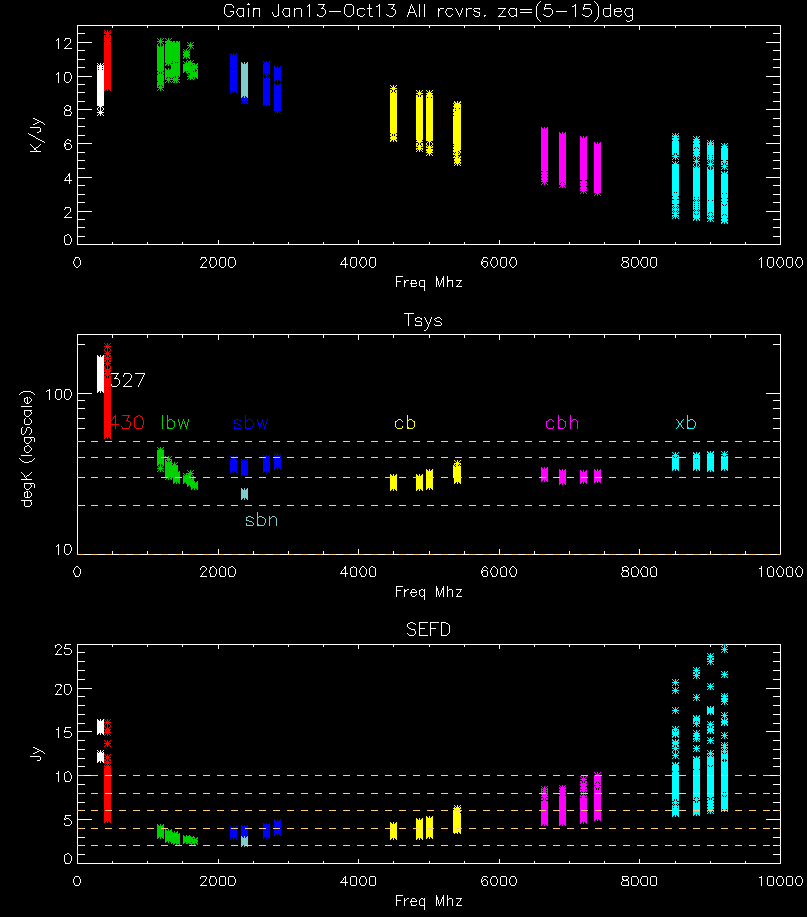 Gain Jan13-Oct13 All rcvrs. za=(5-15)deg
12
10
8
6
4
2
0
K/Jy
0 2000 4000 6000 8000 10000
Freq Mhz
Tsys
100
10
degK (logScale)
327
430 lbw sbw cb cbh xb
sbn
0 2000 4000 6000 8000 10000
Freq Mhz
SEFD
25
20
15
10
5
0
Jy
0 2000 4000 6000 8000 10000
Freq Mhz